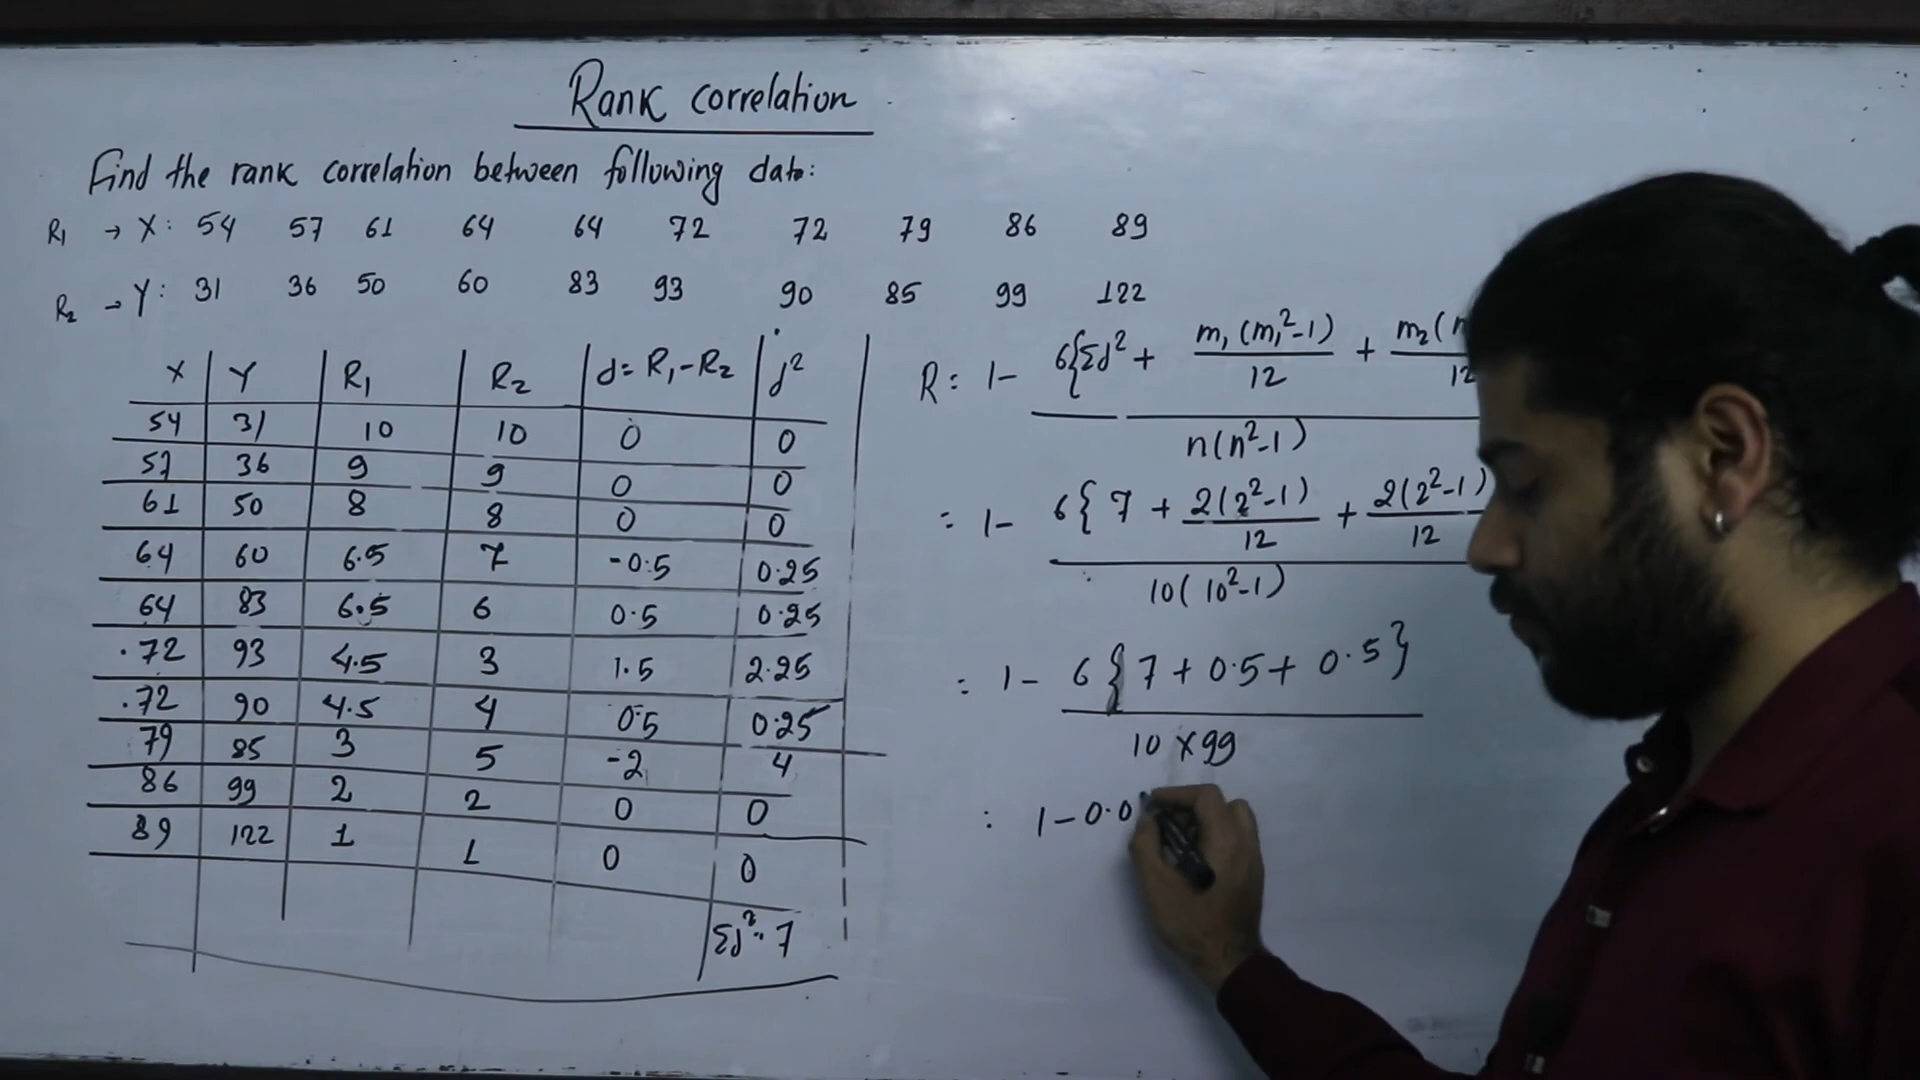 Rank correlation
Find the rank correlation between following data:
R₁ → X: 54 57 61 64 64 72 72 79 86 89
R₂ → Y: 31 36 50 60 83 93 90 85 99 122
X Y R₁ R₂ d = R₁-R₂ d²
54 31 10 10 0 0
57 36 9 9 0 0
61 50 8 8 0 0
64 60 6.5 7 -0.5 0.25
64 83 6.5 6 0.5 0.25
72 93 4.5 3 1.5 2.25
72 90 4.5 4 0.5 0.25
79 85 3 5 -2 4
86 99 2 2 0 0
89 122 1 1 0 0
Σd² = 7
R = 1 - 6{Σd² + m₁(m₁²-1)/12 + m₂( /12
n(n²-1)
= 1 - 6{7 + 2(2²-1)/12 + 2(2²-1)/12
10(10²-1)
= 1 - 6{7 + 0.5 + 0.5}
10 × 99
= 1 - 0.0